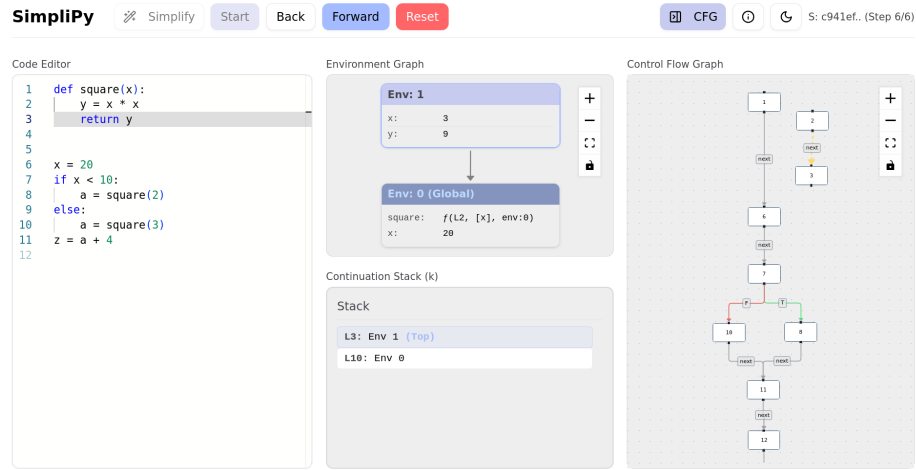 SimpliPy
Simplify
Start
Back
Forward
Reset
CFG
S: c941ef.. (Step 6/6)
Code Editor
1 def square(x):
2 y = x * x
3 return y
4
5
6 x = 20
7 if x < 10:
8 a = square(2)
9 else:
10 a = square(3)
11 z = a + 4
12
Environment Graph
Env: 1
x: 3
y: 9
Env: 0 (Global)
square: ƒ(L2, [x], env:0)
x: 20
Continuation Stack (k)
Stack
L3: Env 1 (Top)
L10: Env 0
Control Flow Graph
1
2
next
next
3
6
next
7
F
T
10
8
next
next
11
next
12